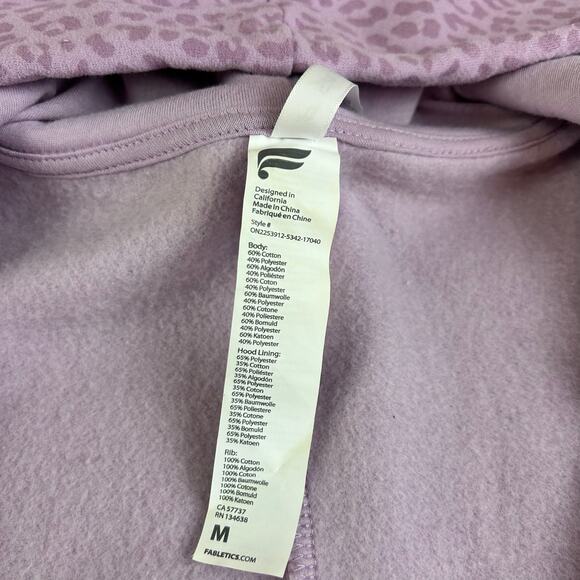 Designed in
California
Made in China
Fabriqué en Chine
Style #
ON2253912-5342-17040
Body:
60% Cotton
40% Polyester
60% Algodón
40% Poliéster
60% Coton
40% Polyester
60% Baumwolle
40% Polyester
60% Cotone
40% Poliestere
60% Bomuld
40% Polyester
60% Katoen
40% Polyester
Hood Lining:
65% Polyester
35% Cotton
65% Poliéster
35% Algodón
65% Polyester
35% Coton
65% Polyester
35% Baumwolle
65% Poliestere
35% Cotone
65% Polyester
35% Bomuld
65% Polyester
35% Katoen
Rib:
100% Cotton
100% Algodón
100% Coton
100% Baumwolle
100% Cotone
100% Bomuld
100% Katoen
CA 57737
RN 134638
M
FABLETICS.COM